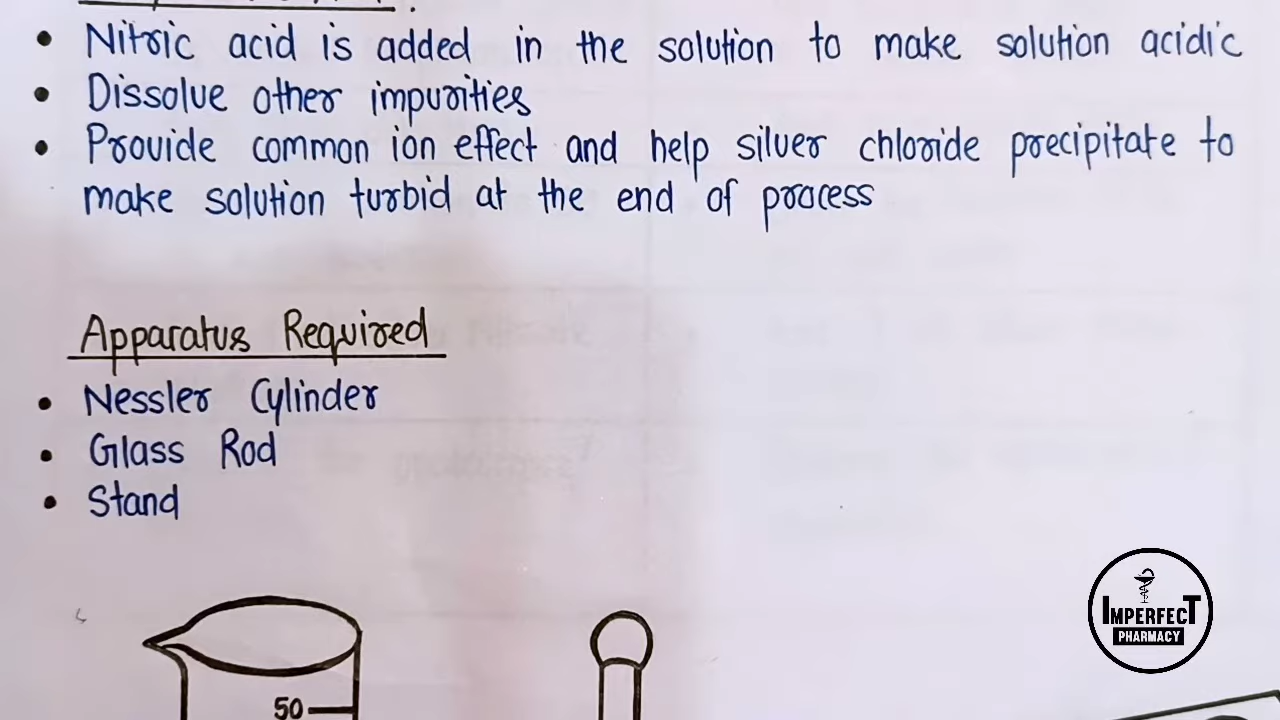 Nitric acid is added in the solution to make solution acidic
Dissolve other impurities
Provide common ion effect and help silver chloride precipitate to
make solution turbid at the end of process
Apparatus Required
Nessler Cylinder
Glass Rod
Stand
IMPERFECT
PHARMACY
50